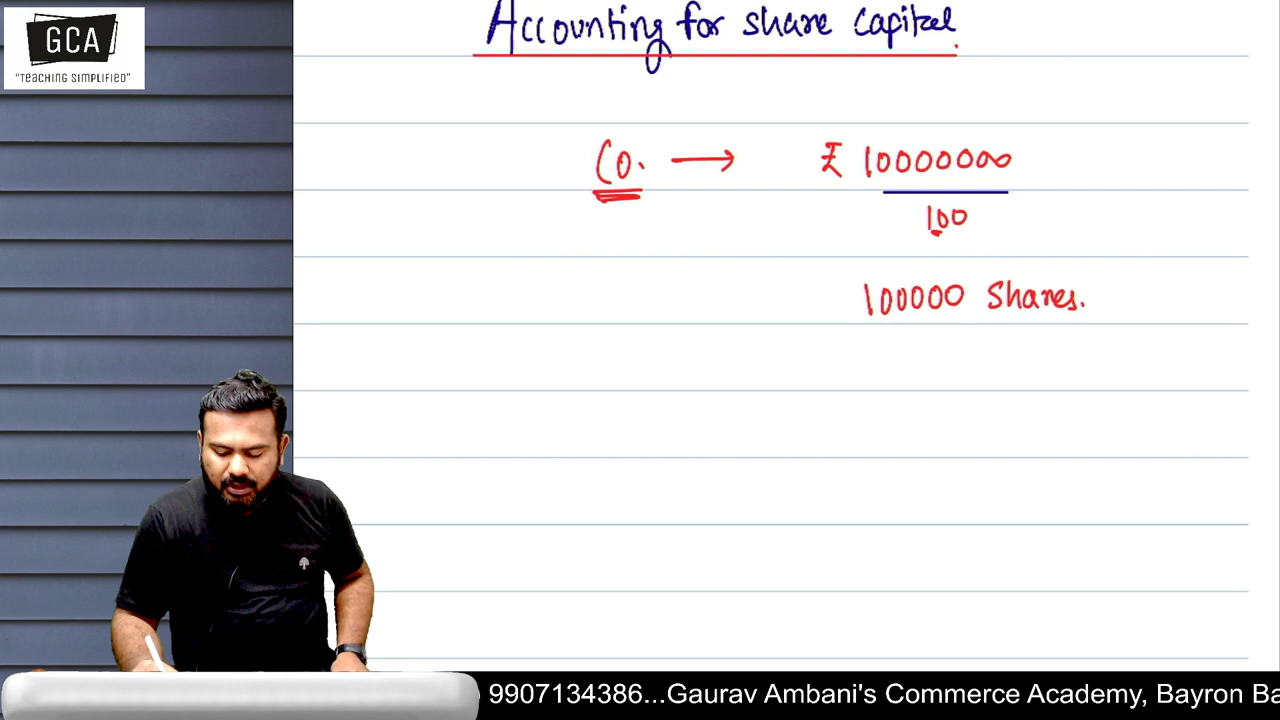 GCA
"TEACHING SIMPLIFIED"
Accounting for share capital.
Co. → ₹ 10000000
100
100000 Shares.
9907134386...Gaurav Ambani's Commerce Academy, Bayron Ba